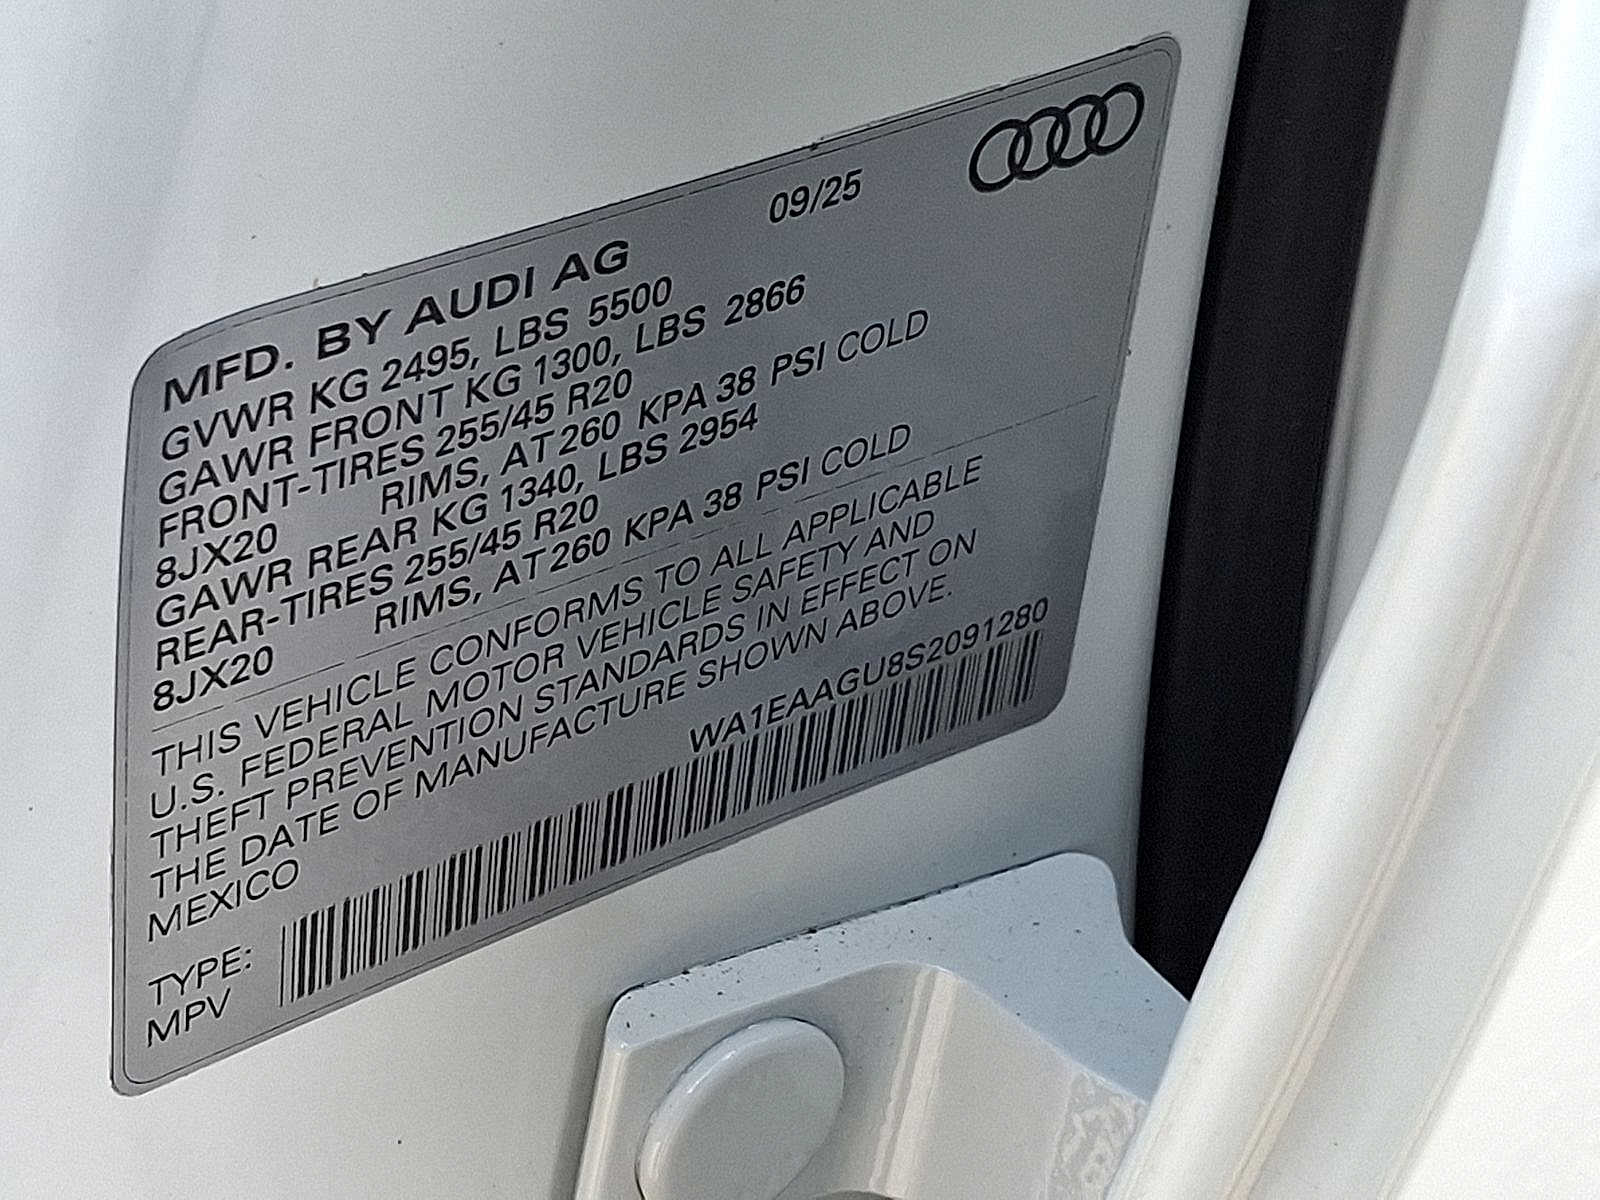 09/25
MFD. BY AUDI AG
GVWR KG 2495, LBS 5500
GAWR FRONT KG 1300, LBS 2866
FRONT-TIRES 255/45 R20
8JX20 RIMS, AT 260 KPA 38 PSI COLD
GAWR REAR KG 1340, LBS 2954
REAR-TIRES 255/45 R20
8JX20 RIMS, AT 260 KPA 38 PSI COLD
THIS VEHICLE CONFORMS TO ALL APPLICABLE
U.S. FEDERAL MOTOR VEHICLE SAFETY AND
THEFT PREVENTION STANDARDS IN EFFECT ON
THE DATE OF MANUFACTURE SHOWN ABOVE.
MEXICO
WA1EAAGU8S2091280
TYPE:
MPV